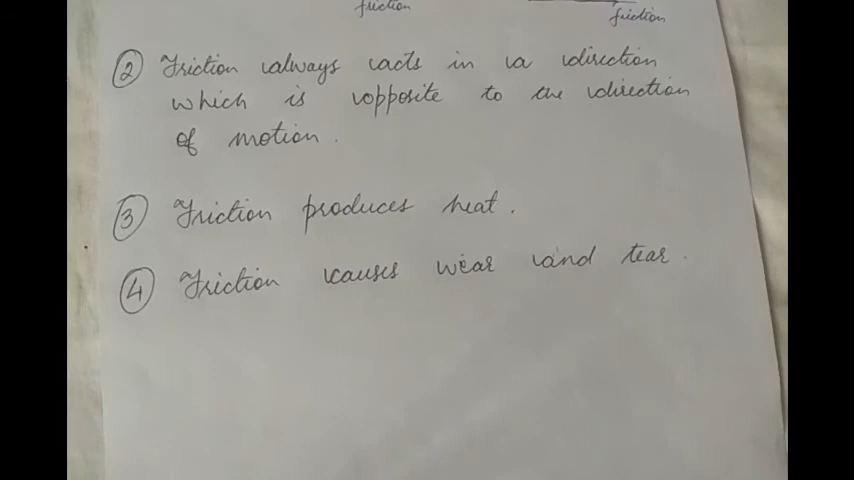 friction
friction
② Friction always acts in a direction
which is opposite to the direction
of motion.
③ Friction produces heat.
④ Friction causes wear and tear.